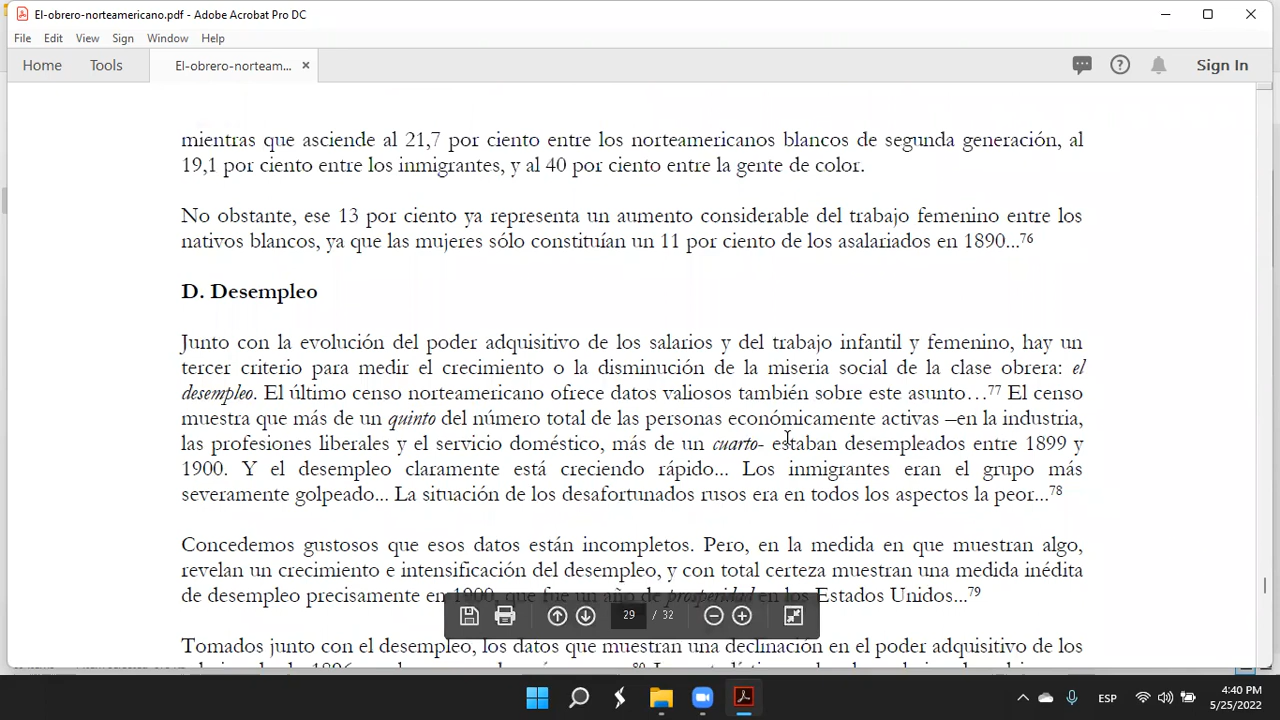 El-obrero-norteamericano.pdf - Adobe Acrobat Pro DC
File Edit View Sign Window Help
Home Tools El-obrero-norteam... × Sign In
mientras que asciende al 21,7 por ciento entre los norteamericanos blancos de segunda generación, al
19,1 por ciento entre los inmigrantes, y al 40 por ciento entre la gente de color.
No obstante, ese 13 por ciento ya representa un aumento considerable del trabajo femenino entre los
nativos blancos, ya que las mujeres sólo constituían un 11 por ciento de los asalariados en 1890...76
D. Desempleo
Junto con la evolución del poder adquisitivo de los salarios y del trabajo infantil y femenino, hay un
tercer criterio para medir el crecimiento o la disminución de la miseria social de la clase obrera: el
desempleo. El último censo norteamericano ofrece datos valiosos también sobre este asunto…77 El censo
muestra que más de un quinto del número total de las personas económicamente activas –en la industria,
las profesiones liberales y el servicio doméstico, más de un cuarto- estaban desempleados entre 1899 y
1900. Y el desempleo claramente está creciendo rápido... Los inmigrantes eran el grupo más
severamente golpeado... La situación de los desafortunados rusos era en todos los aspectos la peor...78
Concedemos gustosos que esos datos están incompletos. Pero, en la medida en que muestran algo,
revelan un crecimiento e intensificación del desempleo, y con total certeza muestran una medida inédita
de desempleo precisamente en 1900, que fue un año de prosperidad en los Estados Unidos...79
29 / 32
Tomados junto con el desempleo, los datos que muestran una declinación en el poder adquisitivo de los
ESP
4:40 PM
5/25/2022